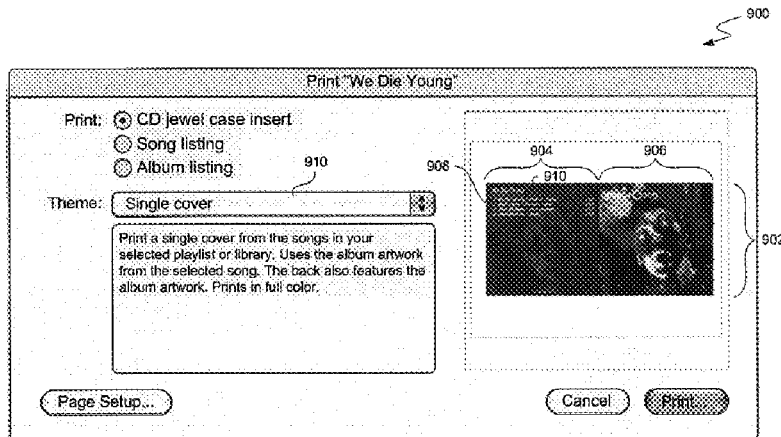 900
Print "We Die Young"
Print: CD jewel case insert
Song listing
Album listing
910
Theme: Single cover
Print a single cover from the songs in your
selected playlist or library. Uses the album artwork
from the selected song. The back also features the
album artwork. Prints in full color.
904
906
908
910
902
Page Setup...
Cancel
Print